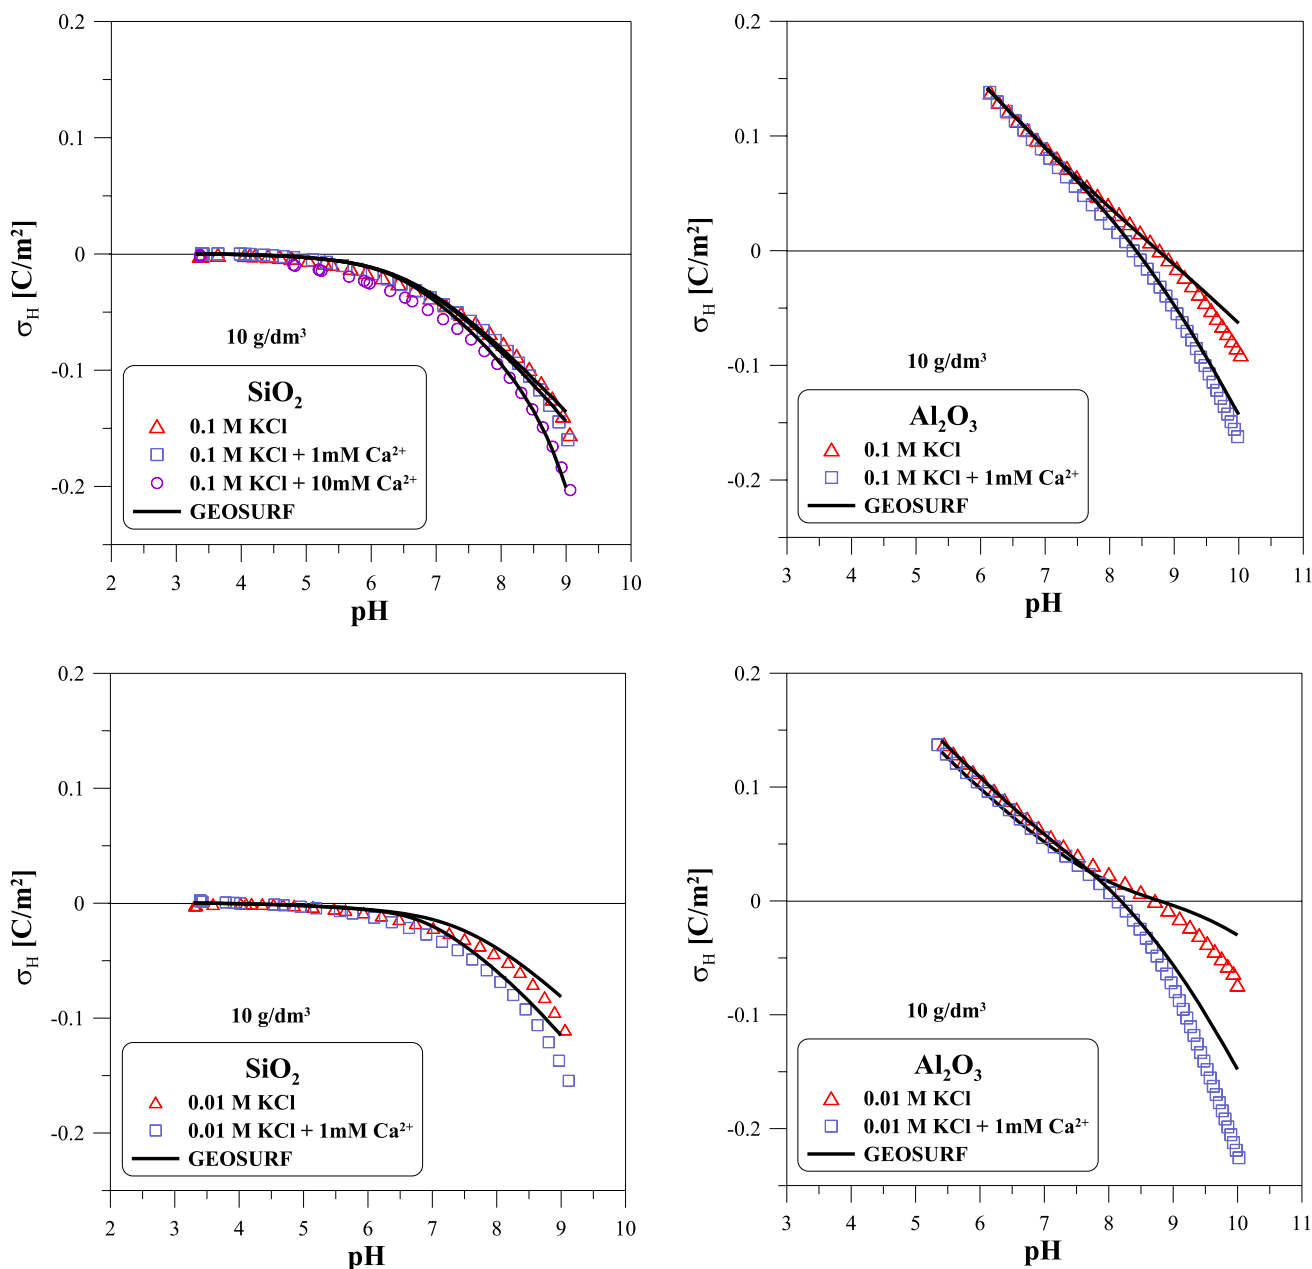 0.2
0.1
0
-0.1
-0.2
σH [C/m²]
10 g/dm³
SiO₂
0.1 M KCl
0.1 M KCl + 1mM Ca²⁺
0.1 M KCl + 10mM Ca²⁺
GEOSURF
2 3 4 5 6 7 8 9 10
pH
0.2
0.1
0
-0.1
-0.2
σH [C/m²]
10 g/dm³
Al₂O₃
0.1 M KCl
0.1 M KCl + 1mM Ca²⁺
GEOSURF
3 4 5 6 7 8 9 10 11
pH
0.2
0.1
0
-0.1
-0.2
σH [C/m²]
10 g/dm³
SiO₂
0.01 M KCl
0.01 M KCl + 1mM Ca²⁺
GEOSURF
2 3 4 5 6 7 8 9 10
pH
0.2
0.1
0
-0.1
-0.2
σH [C/m²]
10 g/dm³
Al₂O₃
0.01 M KCl
0.01 M KCl + 1mM Ca²⁺
GEOSURF
3 4 5 6 7 8 9 10 11
pH